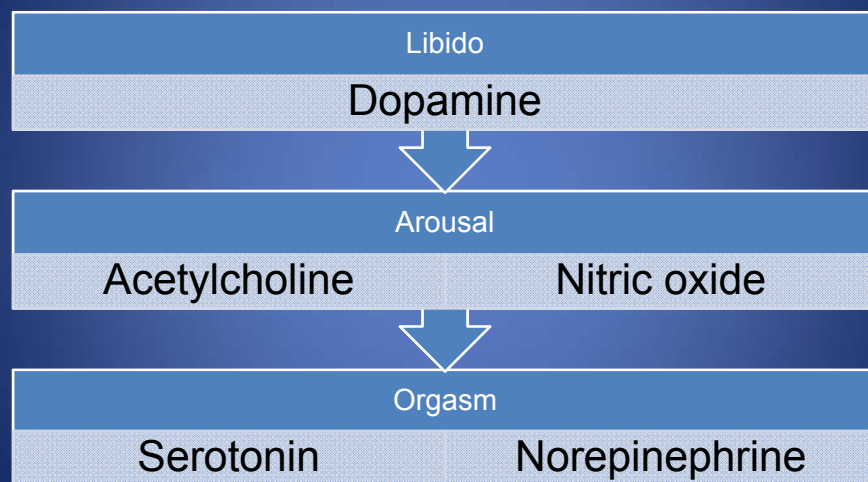 Libido
Dopamine
Arousal
Acetylcholine Nitric oxide
Orgasm
Serotonin Norepinephrine